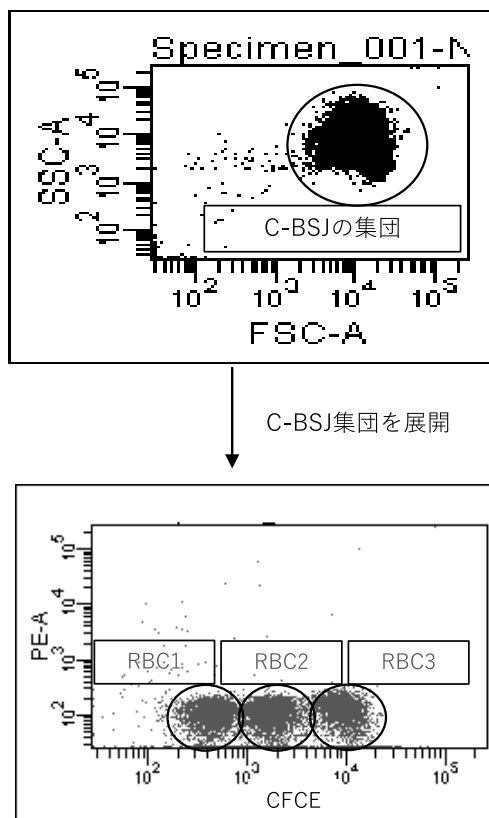 Specimen_001-N
SSC-A
10^5
10^4
10^3
10^2
C-BSJの集団
10^2 10^3 10^4 10^5
FSC-A
C-BSJ集団を展開
PE-A
10^5
10^4
10^3
10^2
RBC1 RBC2 RBC3
10^2 10^3 10^4 10^5
CFCE